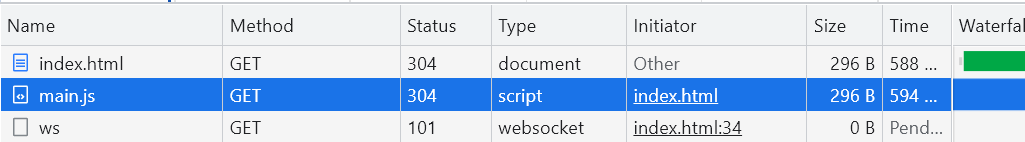 Name Method Status Type Initiator Size Time Waterfal
index.html GET 304 document Other 296 B 588 ...
main.js GET 304 script index.html 296 B 594 ...
ws GET 101 websocket index.html:34 0 B Pend...